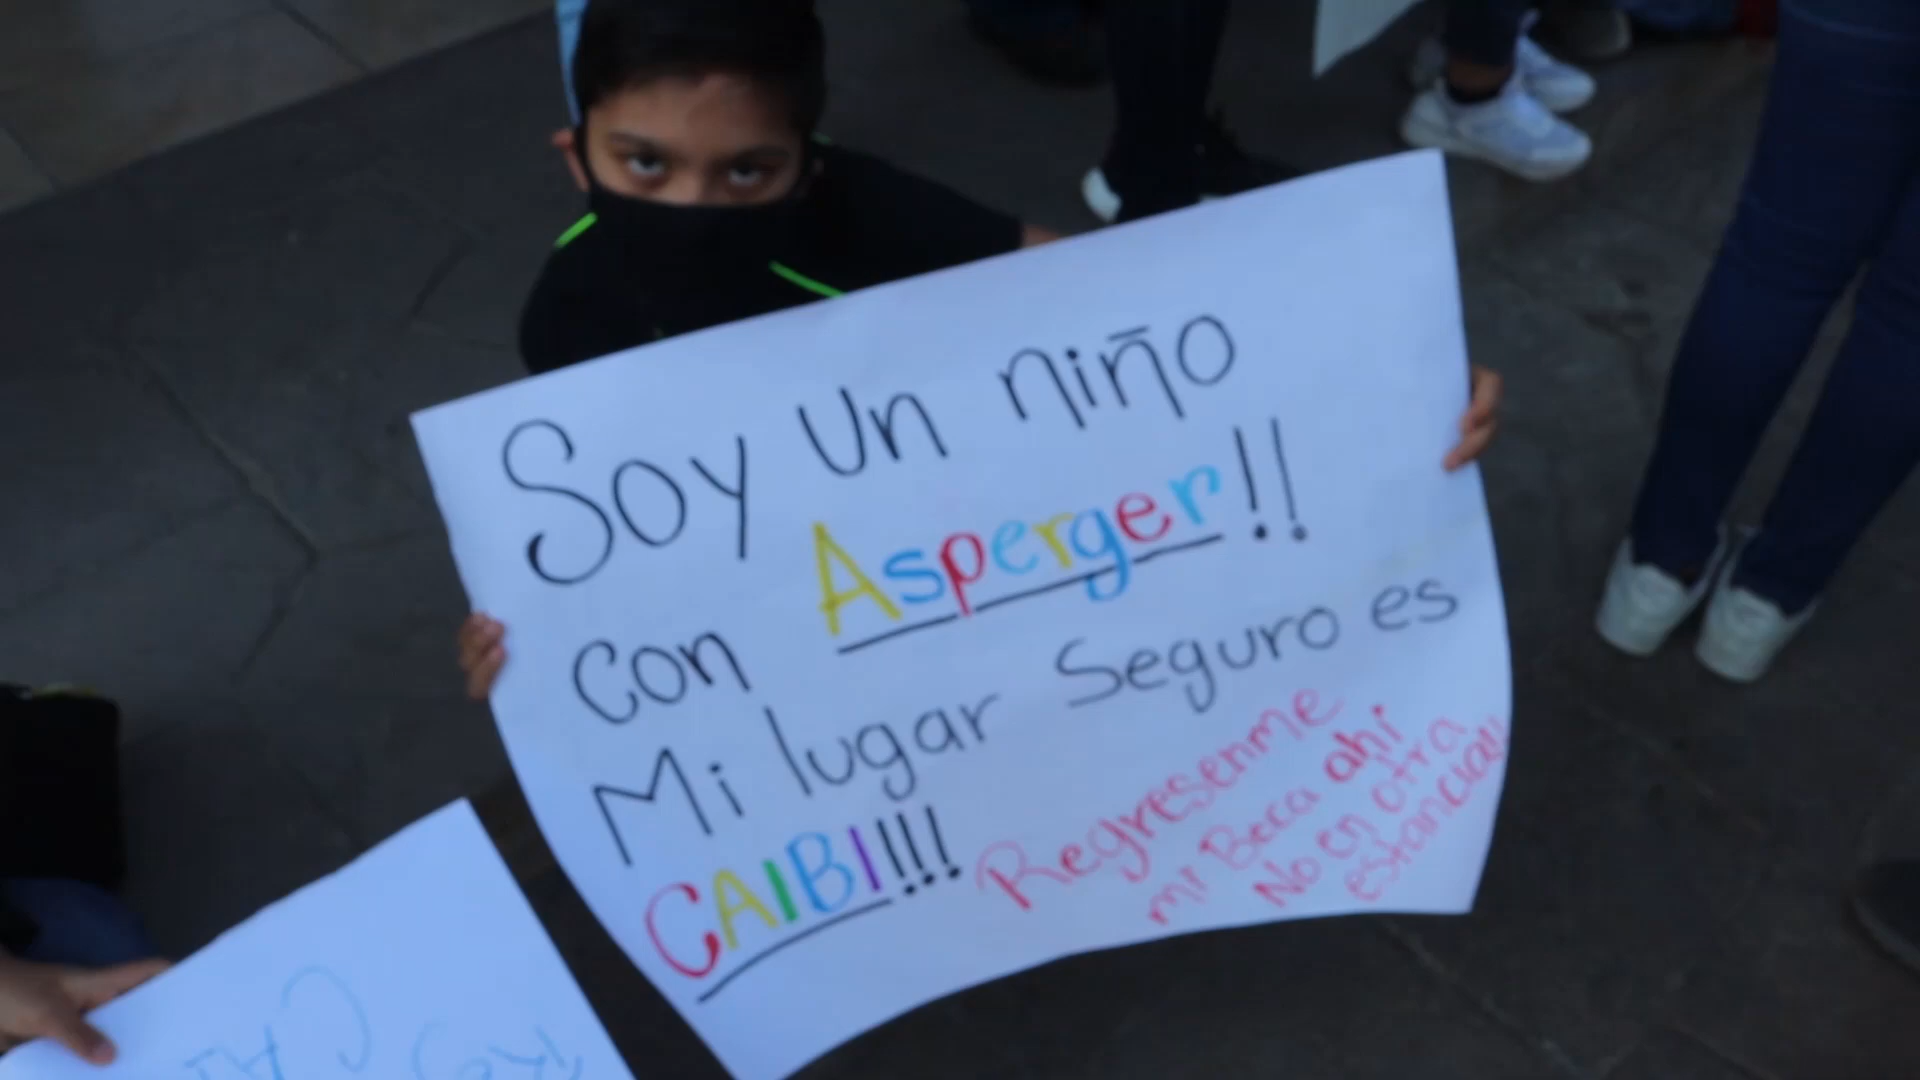 Soy un niño
con Asperger!!
Mi lugar Seguro es
CAIBI!!!!
Regresenme
mi Beca ahí
No en otra
estancia!!